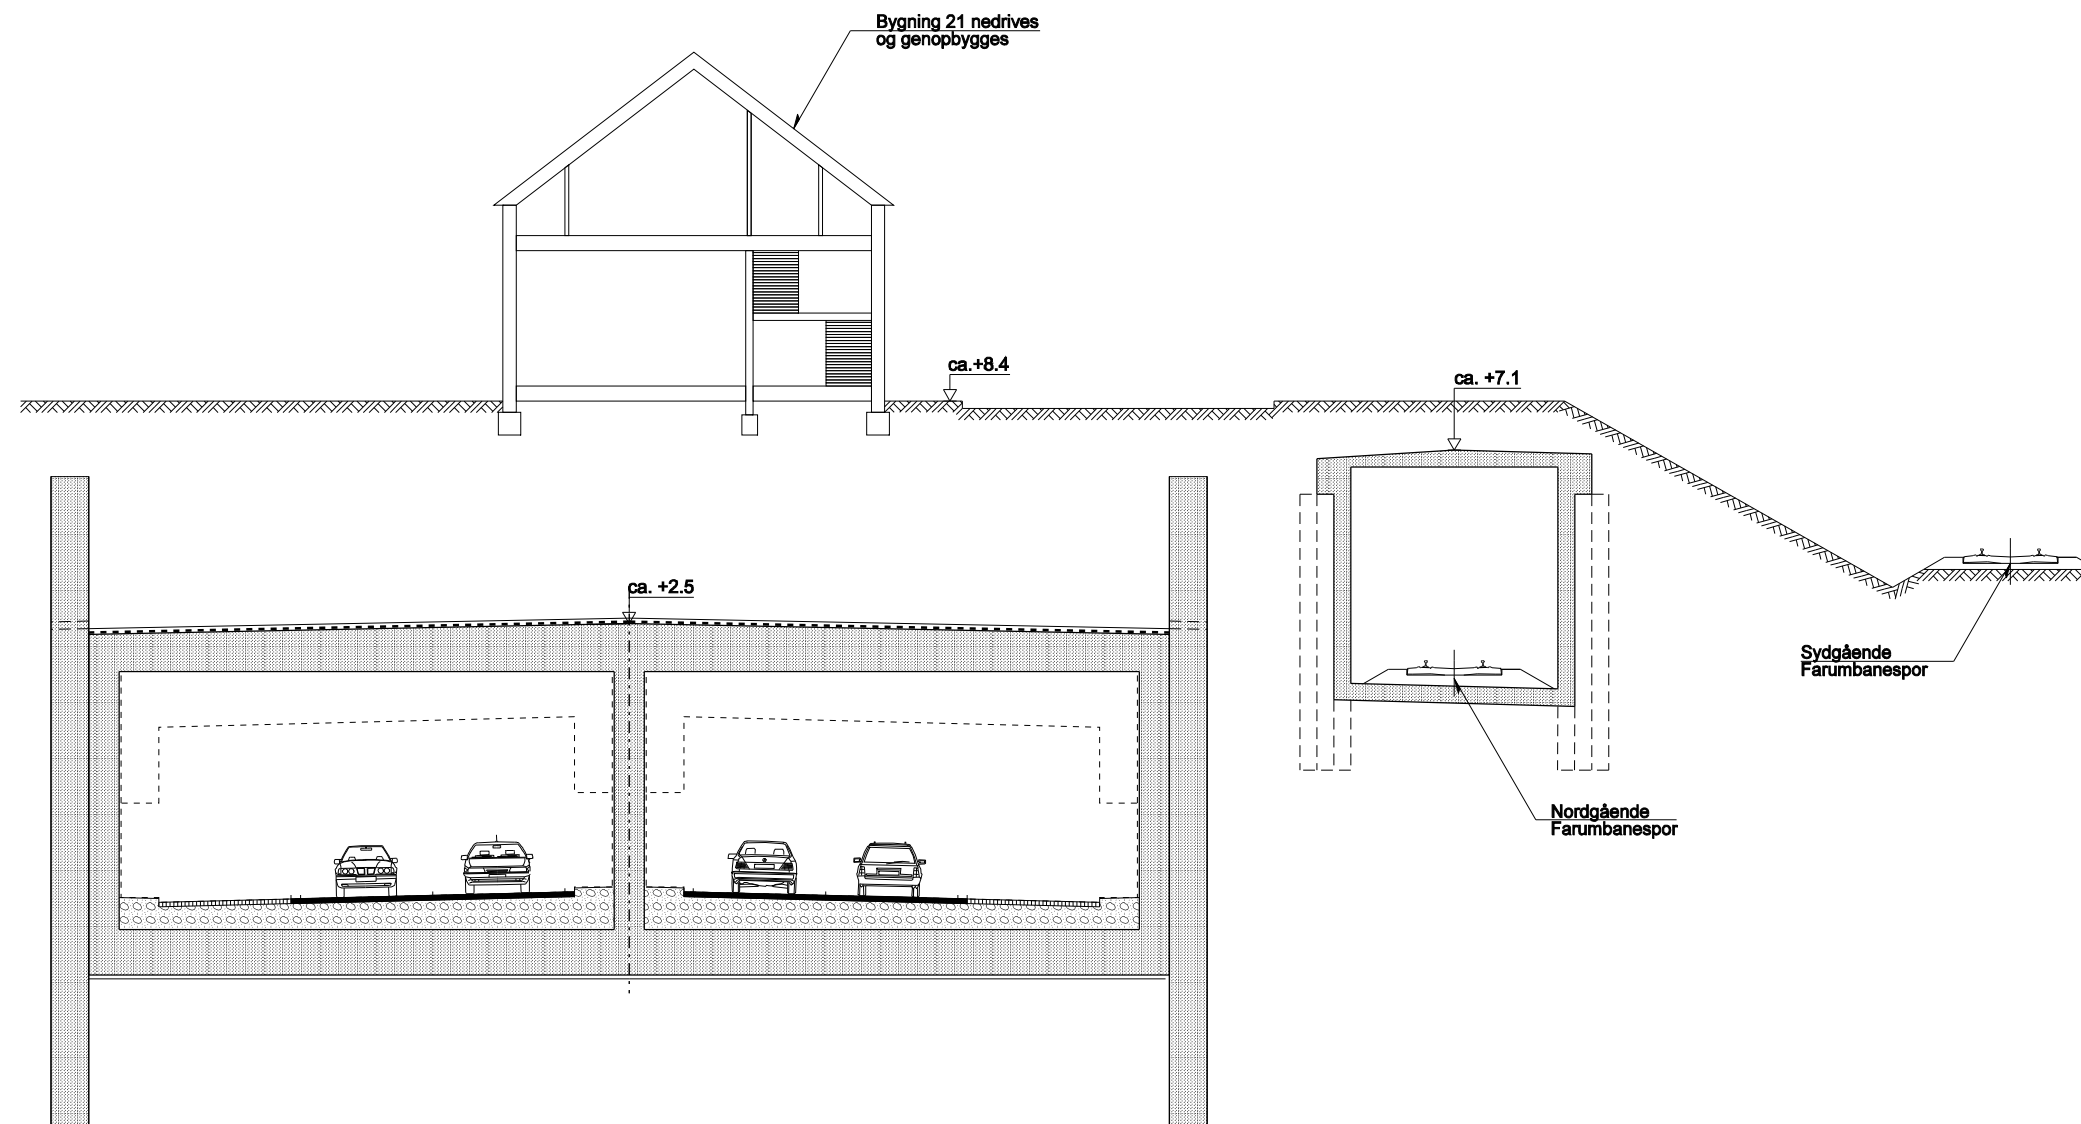 Bygning 21 nedrives
og genopbygges
ca.+8.4
ca. +7.1
ca. +2.5
Sydgående
Farumbanespor
Nordgående
Farumbanespor